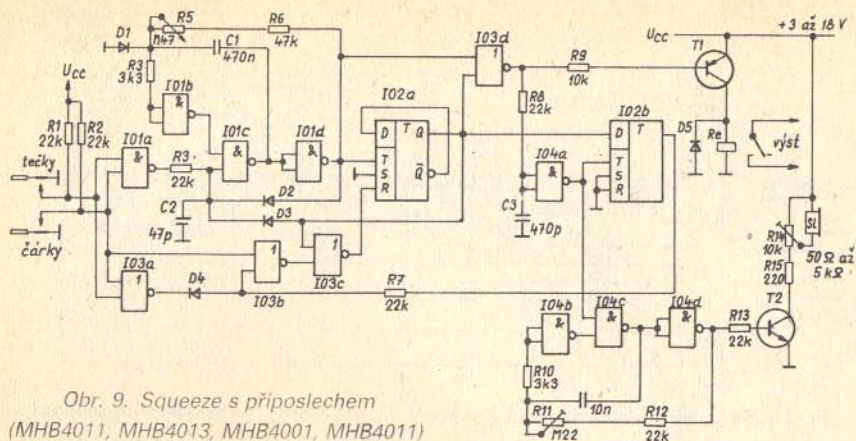 D1
R5
M47
R6
47k
C1
470n
R3
3k3
Ucc
R1
22k
R2
22k
IO1b
&
IO1a
&
tečky
čárky
R3
22k
IO1c
&
IO1d
&
C2
47p
D2
D3
IO2a
D T Q
T
S
R
Q̅
IO3a
1
D4
IO3b
1
IO3c
1
R7
22k
IO3d
1
R9
10k
R8
22k
IO4a
&
C3
470p
IO2b
D T
T
S
R
Ucc
+3 až 18 V
T1
D5
Re
výst
R14
10k
SL
50 Ω až
5 kΩ
R15
220
T2
R13
22k
IO4b
&
IO4c
&
IO4d
&
R10
3k3
10n
R11
M22
R12
22k
Obr. 9. Squeeze s příposlechem
(MHB4011, MHB4013, MHB4001, MHB4011)